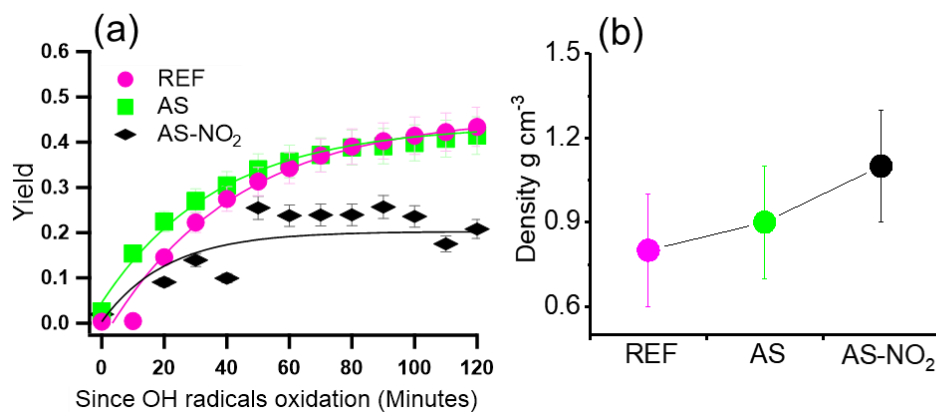 (a)
0.6
0.5
0.4
0.3
0.2
0.1
0.0
Yield
REF
AS
AS-NO₂
0 20 40 60 80 100 120
Since OH radicals oxidation (Minutes)
(b)
1.5
1.2
0.9
0.6
Density g cm⁻³
REF AS AS-NO₂